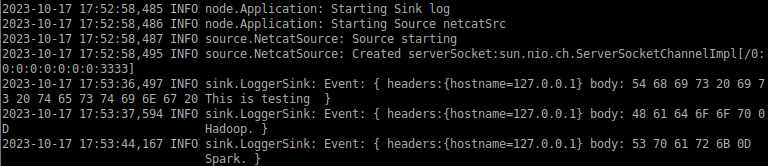 2023-10-17 17:52:58,485 INFO node.Application: Starting Sink log
2023-10-17 17:52:58,486 INFO node.Application: Starting Source netcatSrc
2023-10-17 17:52:58,487 INFO source.NetcatSource: Source starting
2023-10-17 17:52:58,495 INFO source.NetcatSource: Created serverSocket:sun.nio.ch.ServerSocketChannelImpl[/0:
0:0:0:0:0:0:0:3333]
2023-10-17 17:53:36,497 INFO sink.LoggerSink: Event: { headers:{hostname=127.0.0.1} body: 54 68 69 73 20 69 7
3 20 74 65 73 74 69 6E 67 20 This is testing  }
2023-10-17 17:53:37,594 INFO sink.LoggerSink: Event: { headers:{hostname=127.0.0.1} body: 48 61 64 6F 6F 70 0
D                            Hadoop. }
2023-10-17 17:53:44,167 INFO sink.LoggerSink: Event: { headers:{hostname=127.0.0.1} body: 53 70 61 72 6B 0D
                             Spark. }